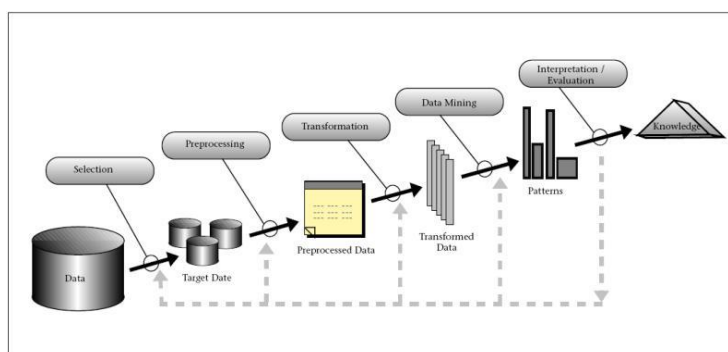 Interpretation /
Evaluation
Data Mining
Transformation
Preprocessing
Selection
Knowledge
Patterns
Transformed
Data
Preprocessed Data
Target Date
Data